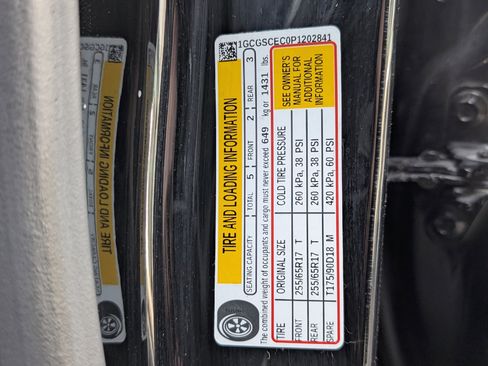 1GCGSCEC0P1202841
TIRE AND LOADING INFORMATION
SEATING CAPACITY TOTAL 5 FRONT 2 REAR 3
The combined weight of occupants and cargo must never exceed 649 kg or 1431 lbs.
TIRE ORIGINAL SIZE COLD TIRE PRESSURE
FRONT 255/65R17 T 260 kPa, 38 PSI
REAR 255/65R17 T 260 kPa, 38 PSI
SPARE T175/90D18 M 420 kPa, 60 PSI
SEE OWNER'S
MANUAL FOR
ADDITIONAL
INFORMATION